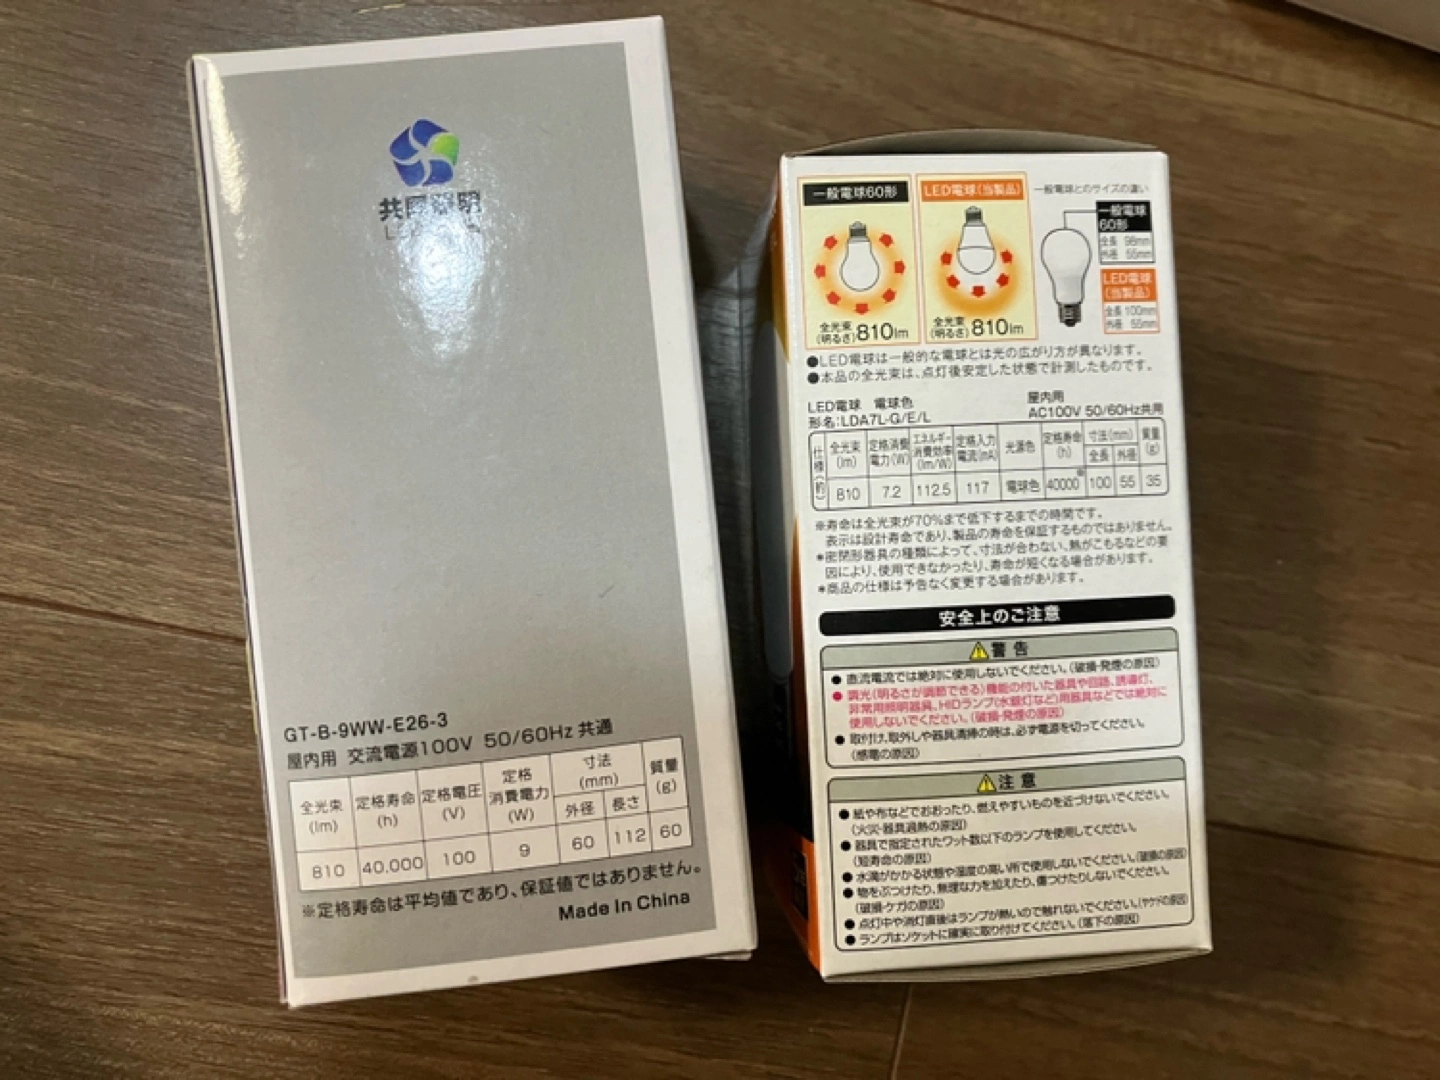 共同照明
GT-B-9WW-E26-3
屋内用 交流電源100V 50/60Hz 共通
全光束(lm) 定格寿命(h) 定格電圧(V) 定格消費電力(W) 寸法(mm) 外径 長さ 質量(g)
810 40,000 100 9 60 112 60
※定格寿命は平均値であり、保証値ではありません。
Made In China
一般電球60形
全光束(明るさ)810lm
LED電球(当製品)
全光束(明るさ)810lm
一般電球とのサイズの違い
一般電球60形
全長 98mm
外径 55mm
LED電球(当製品)
全長 100mm
外径 55mm
●LED電球は一般的な電球とは光の広がり方が異なります。
●本品の全光束は、点灯後安定した状態で計測したものです。
LED電球 電球色 屋内用
形名:LDA7L-G/E/L AC100V 50/60Hz共用
仕様(約) 全光束(lm) 定格消費電力(W) エネルギー消費効率(lm/W) 定格入力電流(mA) 光源色 定格寿命(h) 寸法(mm) 全長 外径 質量(g)
810 7.2 112.5 117 電球色 40000※ 100 55 35
※寿命は全光束が70%まで低下するまでの時間です。
表示は設計寿命であり、製品の寿命を保証するものではありません。
*密閉形器具の種類によって、寸法が合わない、熱がこもるなどの要
因により、使用できなかったり、寿命が短くなる場合があります。
*商品の仕様は予告なく変更する場合があります。
安全上のご注意
警告
● 直流電流では絶対に使用しないでください。(破損・発煙の原因)
● 調光(明るさが調節できる)機能の付いた器具や回路、誘導灯、
非常用照明器具、HIDランプ(水銀灯など)用器具などでは絶対に
使用しないでください。(破損・発煙の原因)
● 取付け、取外しや器具清掃の時は、必ず電源を切ってください。
(感電の原因)
注意
● 紙や布などでおおったり、燃えやすいものを近づけないでください。
(火災・器具過熱の原因)
● 器具で指定されたワット数以下のランプを使用してください。
(短寿命の原因)
● 水滴がかかる状態や湿度の高い所で使用しないでください。(破損の原因)
● 物をぶつけたり、無理な力を加えたり、傷つけたりしないでください。
(破損・ケガの原因)
● 点灯中や消灯直後はランプが熱いので触れないでください。(ヤケドの原因)
● ランプはソケットに確実に取り付けてください。(落下の原因)